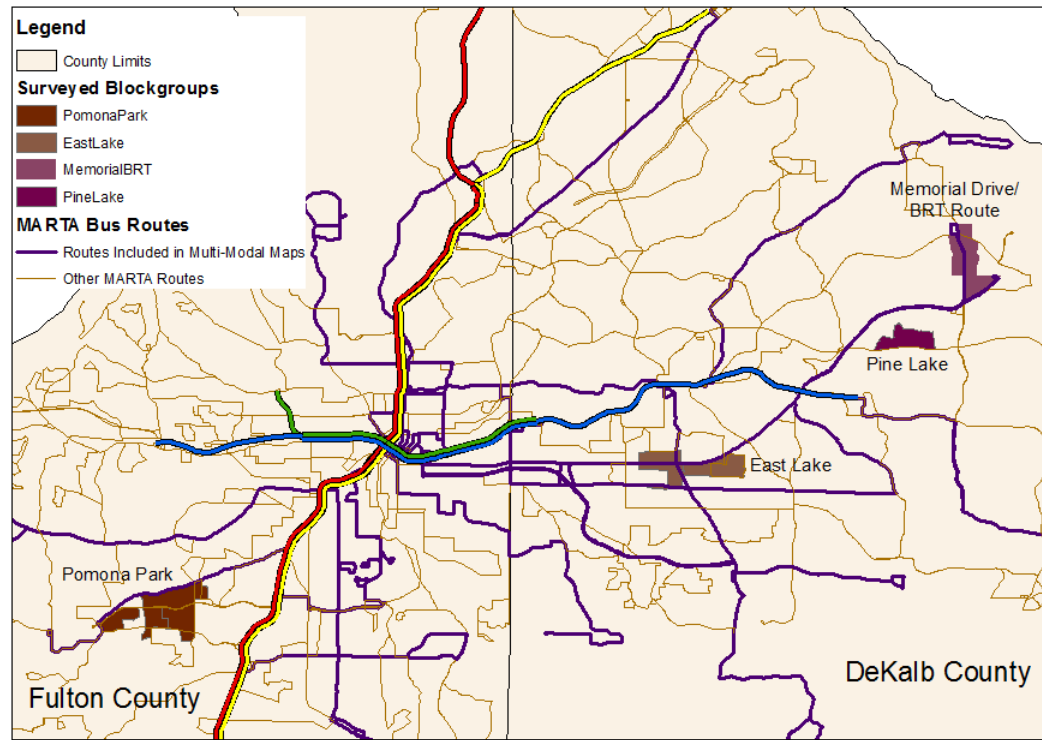 Legend
County Limits
Surveyed Blockgroups
PomonaPark
EastLake
MemorialBRT
PineLake
MARTA Bus Routes
Routes Included in Multi-Modal Maps
Other MARTA Routes
Memorial Drive/
BRT Route
Pine Lake
East Lake
Pomona Park
Fulton County
DeKalb County